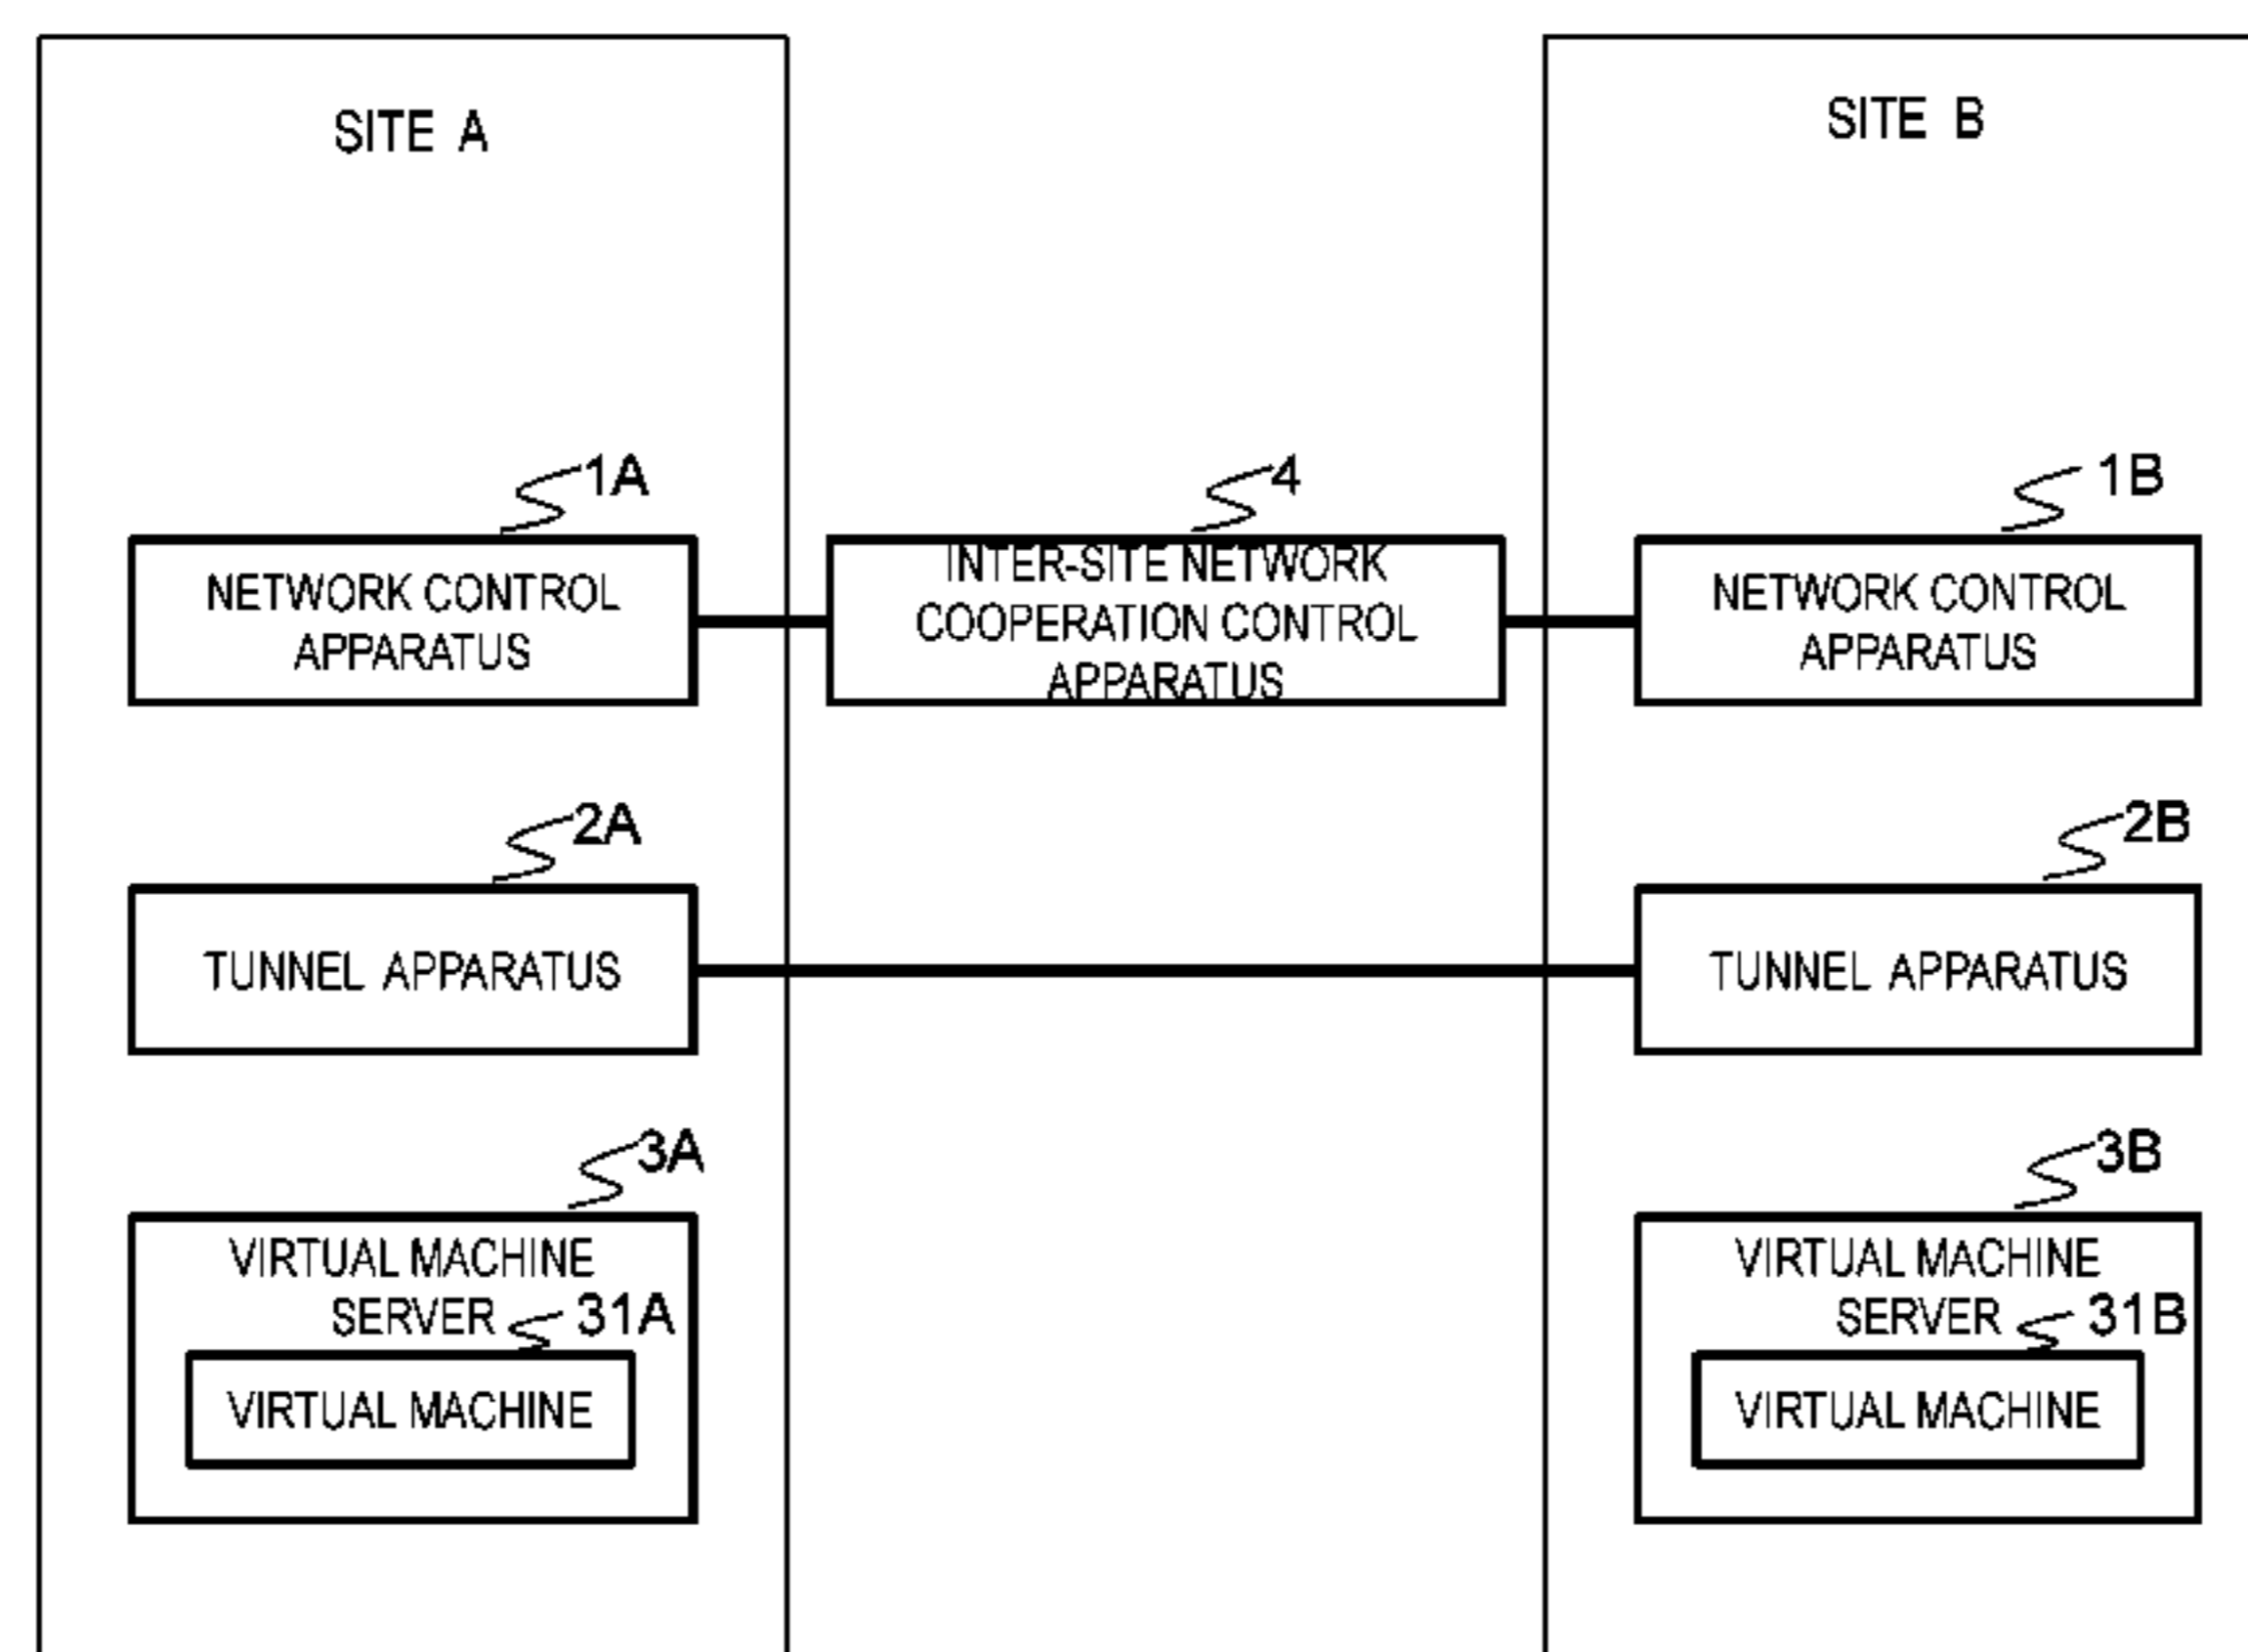 SITE A
SITE B
1A
4
1B
NETWORK CONTROL
APPARATUS
INTER-SITE NETWORK
COOPERATION CONTROL
APPARATUS
NETWORK CONTROL
APPARATUS
2A
2B
TUNNEL APPARATUS
TUNNEL APPARATUS
3A
3B
VIRTUAL MACHINE
SERVER
31A
VIRTUAL MACHINE
VIRTUAL MACHINE
SERVER
31B
VIRTUAL MACHINE